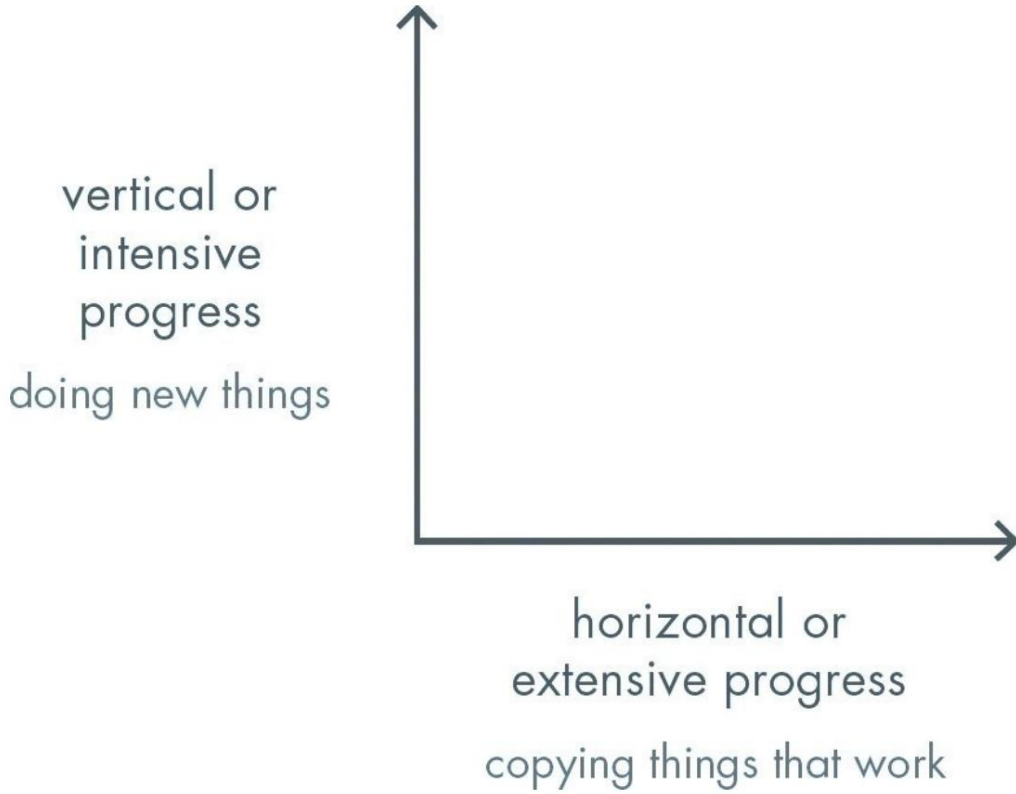 vertical or
intensive
progress
doing new things
horizontal or
extensive progress
copying things that work